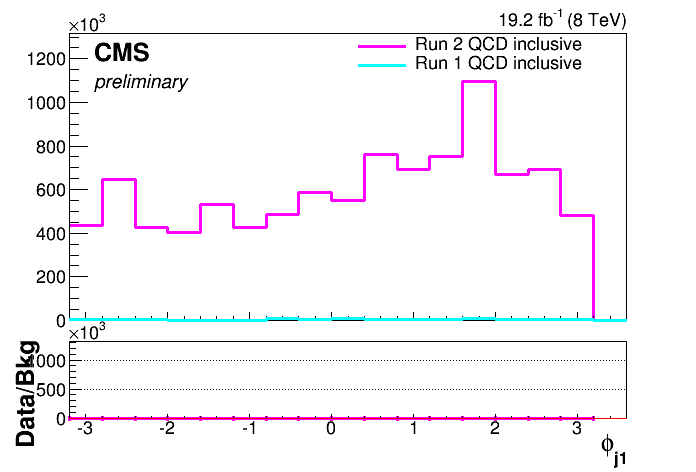 ×10³
19.2 fb⁻¹ (8 TeV)
CMS
preliminary
Run 2 QCD inclusive
Run 1 QCD inclusive
1200
1000
800
600
400
200
0
×10³
Data/Bkg
1000
500
0
-3 -2 -1 0 1 2 3
ϕj1